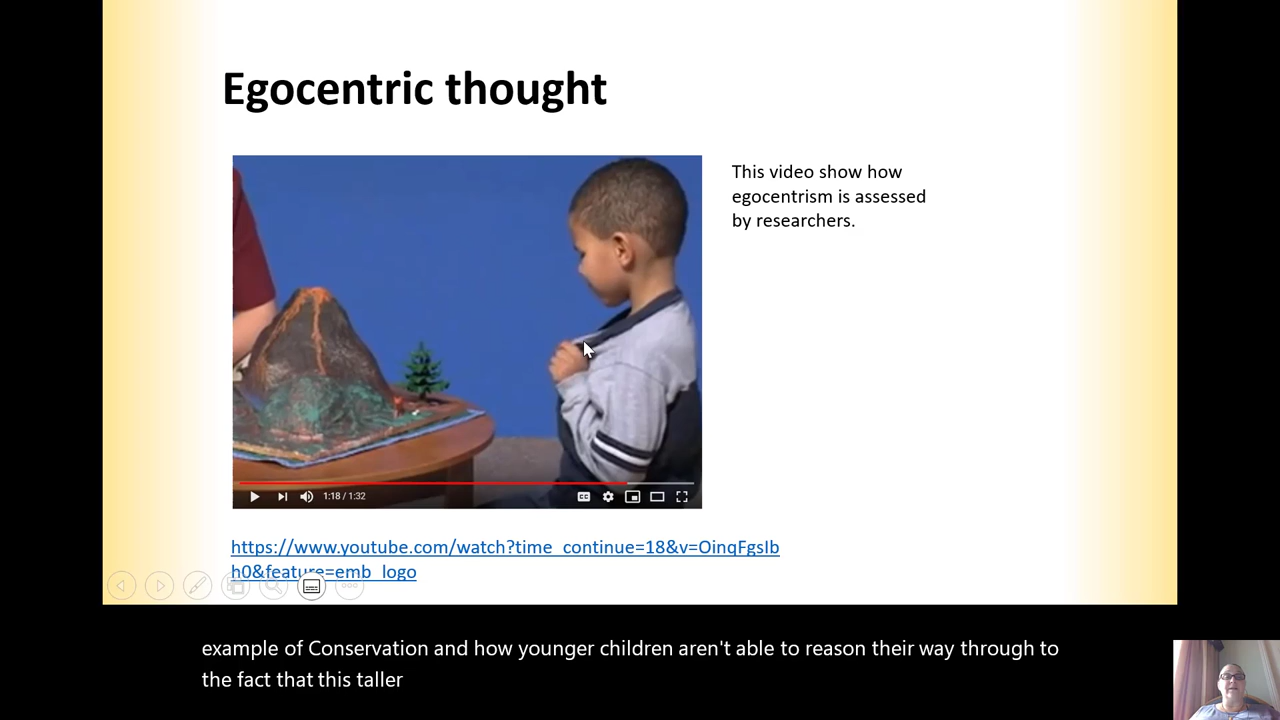 Egocentric thought
This video show how
egocentrism is assessed
by researchers.
1:18 / 1:32
CC
https://www.youtube.com/watch?time_continue=18&v=OinqFgsIb
h0&feature=emb_logo
example of Conservation and how younger children aren't able to reason their way through to
the fact that this taller